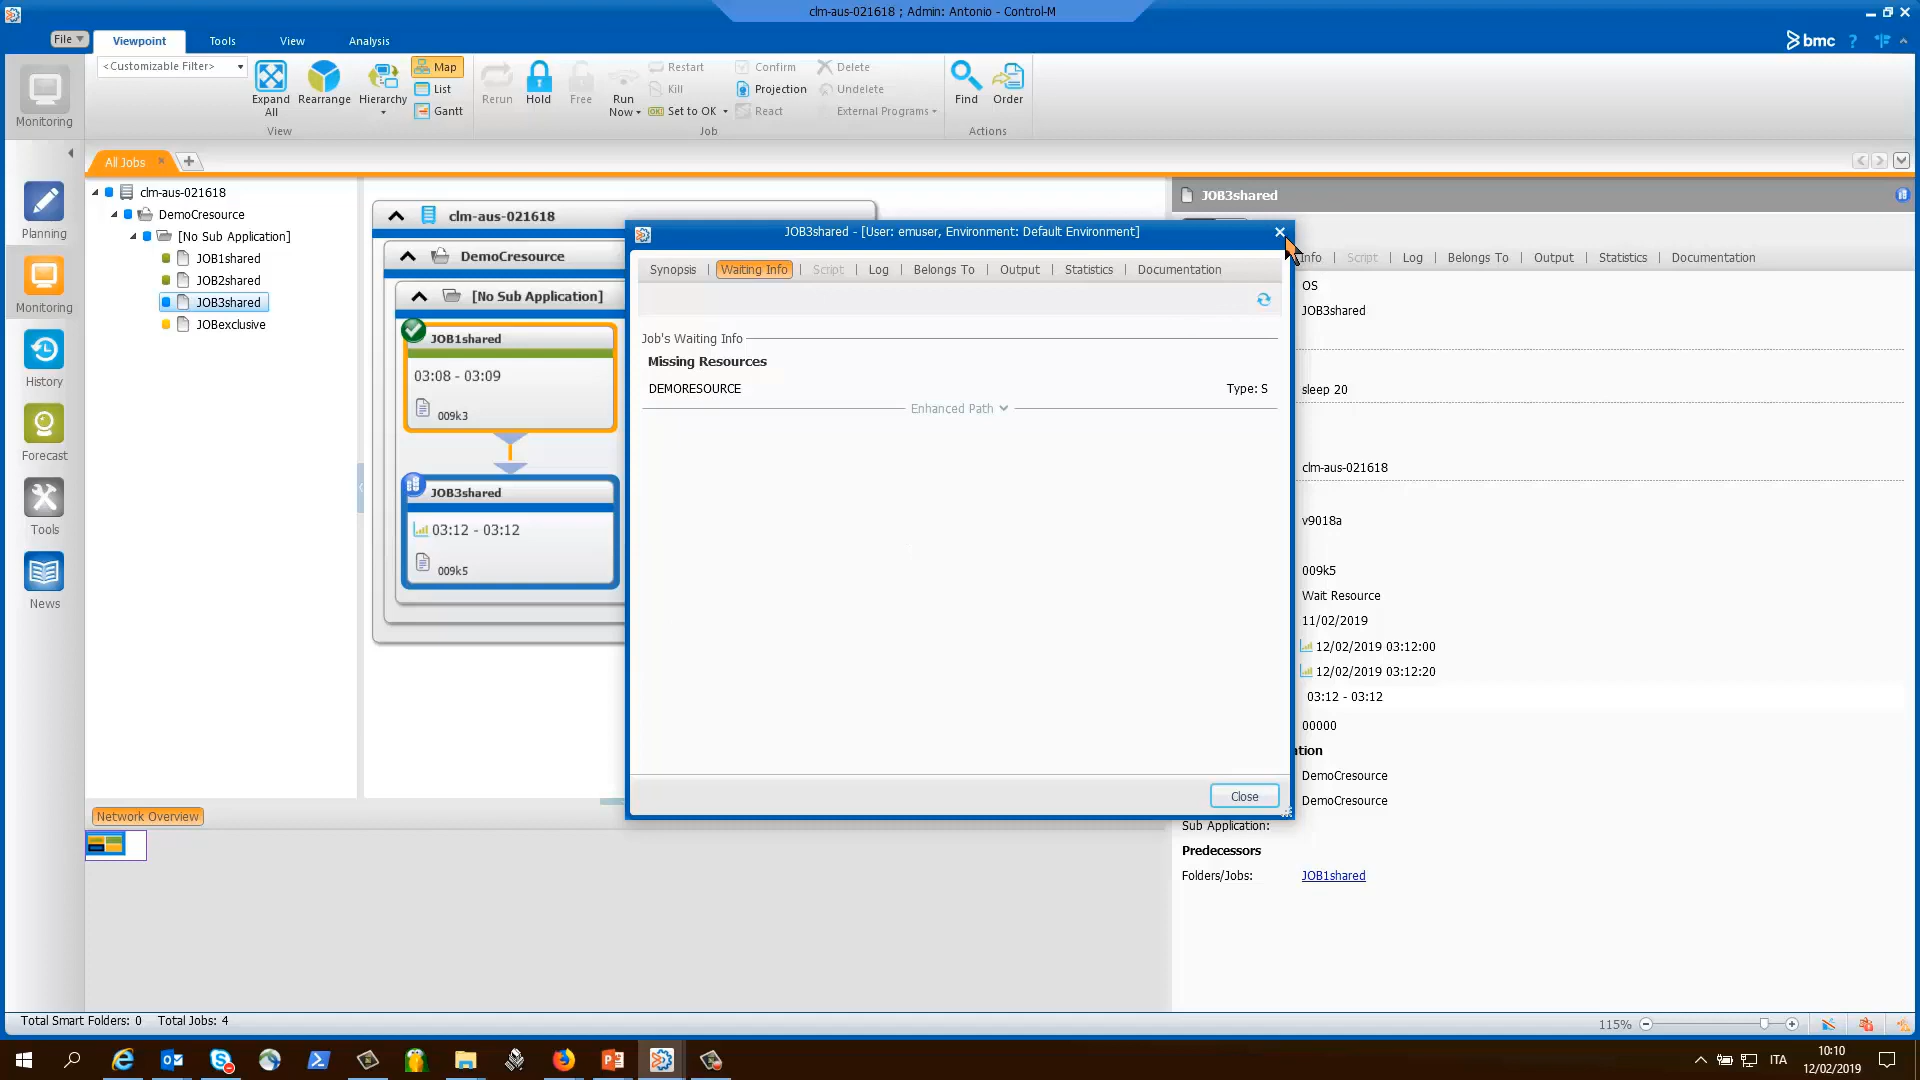 clm-aus-021618 ; Admin: Antonio - Control-M
File
Viewpoint
Tools
View
Analysis
bmc
<Customizable Filter>
Expand All
Rearrange
Hierarchy
Map
List
Gantt
View
Rerun
Hold
Free
Run Now
Restart
Kill
Set to OK
Confirm
Projection
React
Delete
Undelete
External Programs
Job
Find
Order
Actions
Monitoring
Planning
Monitoring
History
Forecast
Tools
News
All Jobs
clm-aus-021618
DemoCresource
[No Sub Application]
JOB1shared
JOB2shared
JOB3shared
JOBexclusive
clm-aus-021618
DemoCresource
[No Sub Application]
JOB1shared
03:08 - 03:09
009k3
JOB3shared
03:12 - 03:12
009k5
JOB3shared - [User: emuser, Environment: Default Environment]
Synopsis
Waiting Info
Script
Log
Belongs To
Output
Statistics
Documentation
Job's Waiting Info
Missing Resources
DEMORESOURCE
Type: S
Enhanced Path
Close
JOB3shared
Info
Script
Log
Belongs To
Output
Statistics
Documentation
OS
JOB3shared
sleep 20
clm-aus-021618
v9018a
009k5
Wait Resource
11/02/2019
12/02/2019 03:12:00
12/02/2019 03:12:20
03:12 - 03:12
00000
ation
DemoCresource
DemoCresource
Sub Application:
Predecessors
Folders/Jobs:
JOB1shared
Network Overview
Total Smart Folders: 0
Total Jobs: 4
115%
ITA
10:10
12/02/2019